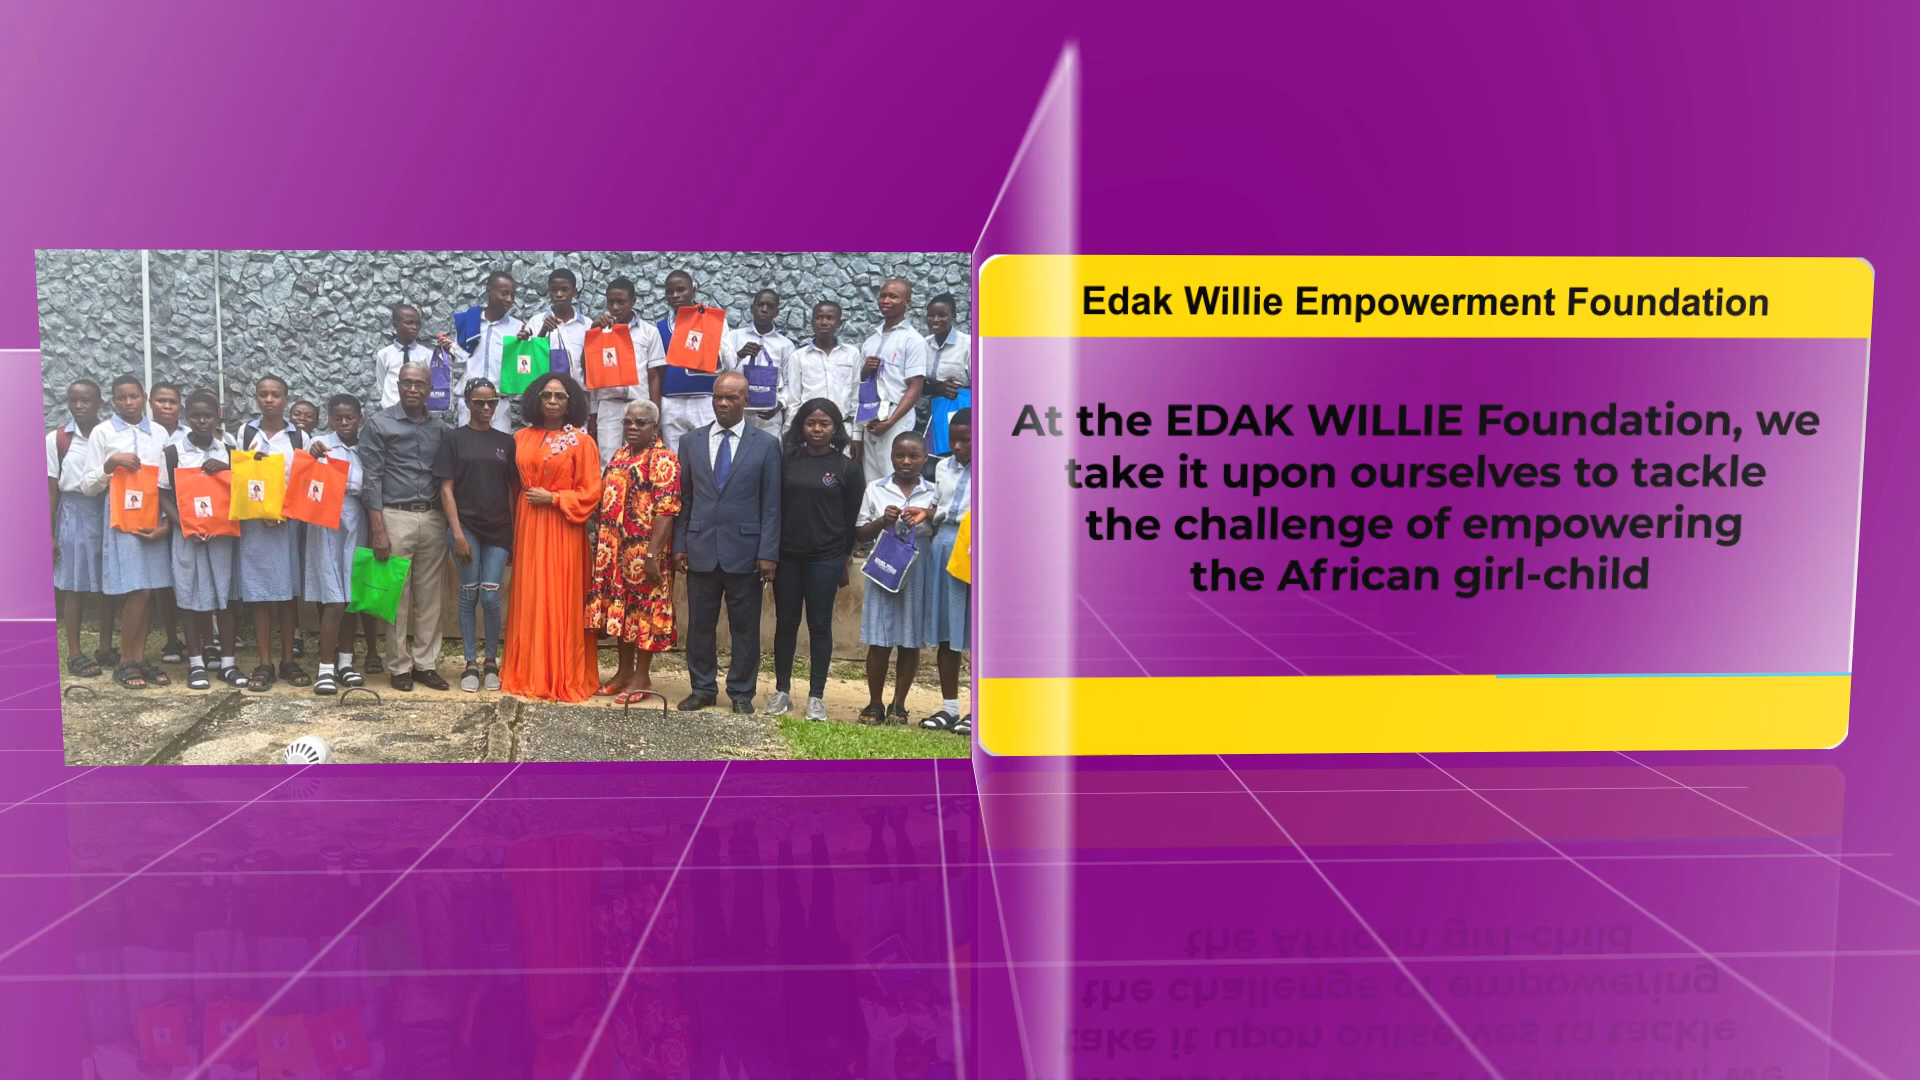 Edak Willie Empowerment Foundation
At the EDAK WILLIE Foundation, we
take it upon ourselves to tackle
the challenge of empowering
the African girl-child